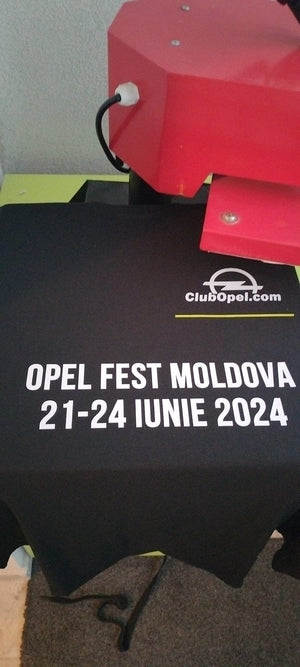 ClubOpel.com
OPEL FEST MOLDOVA
21-24 IUNIE 2024